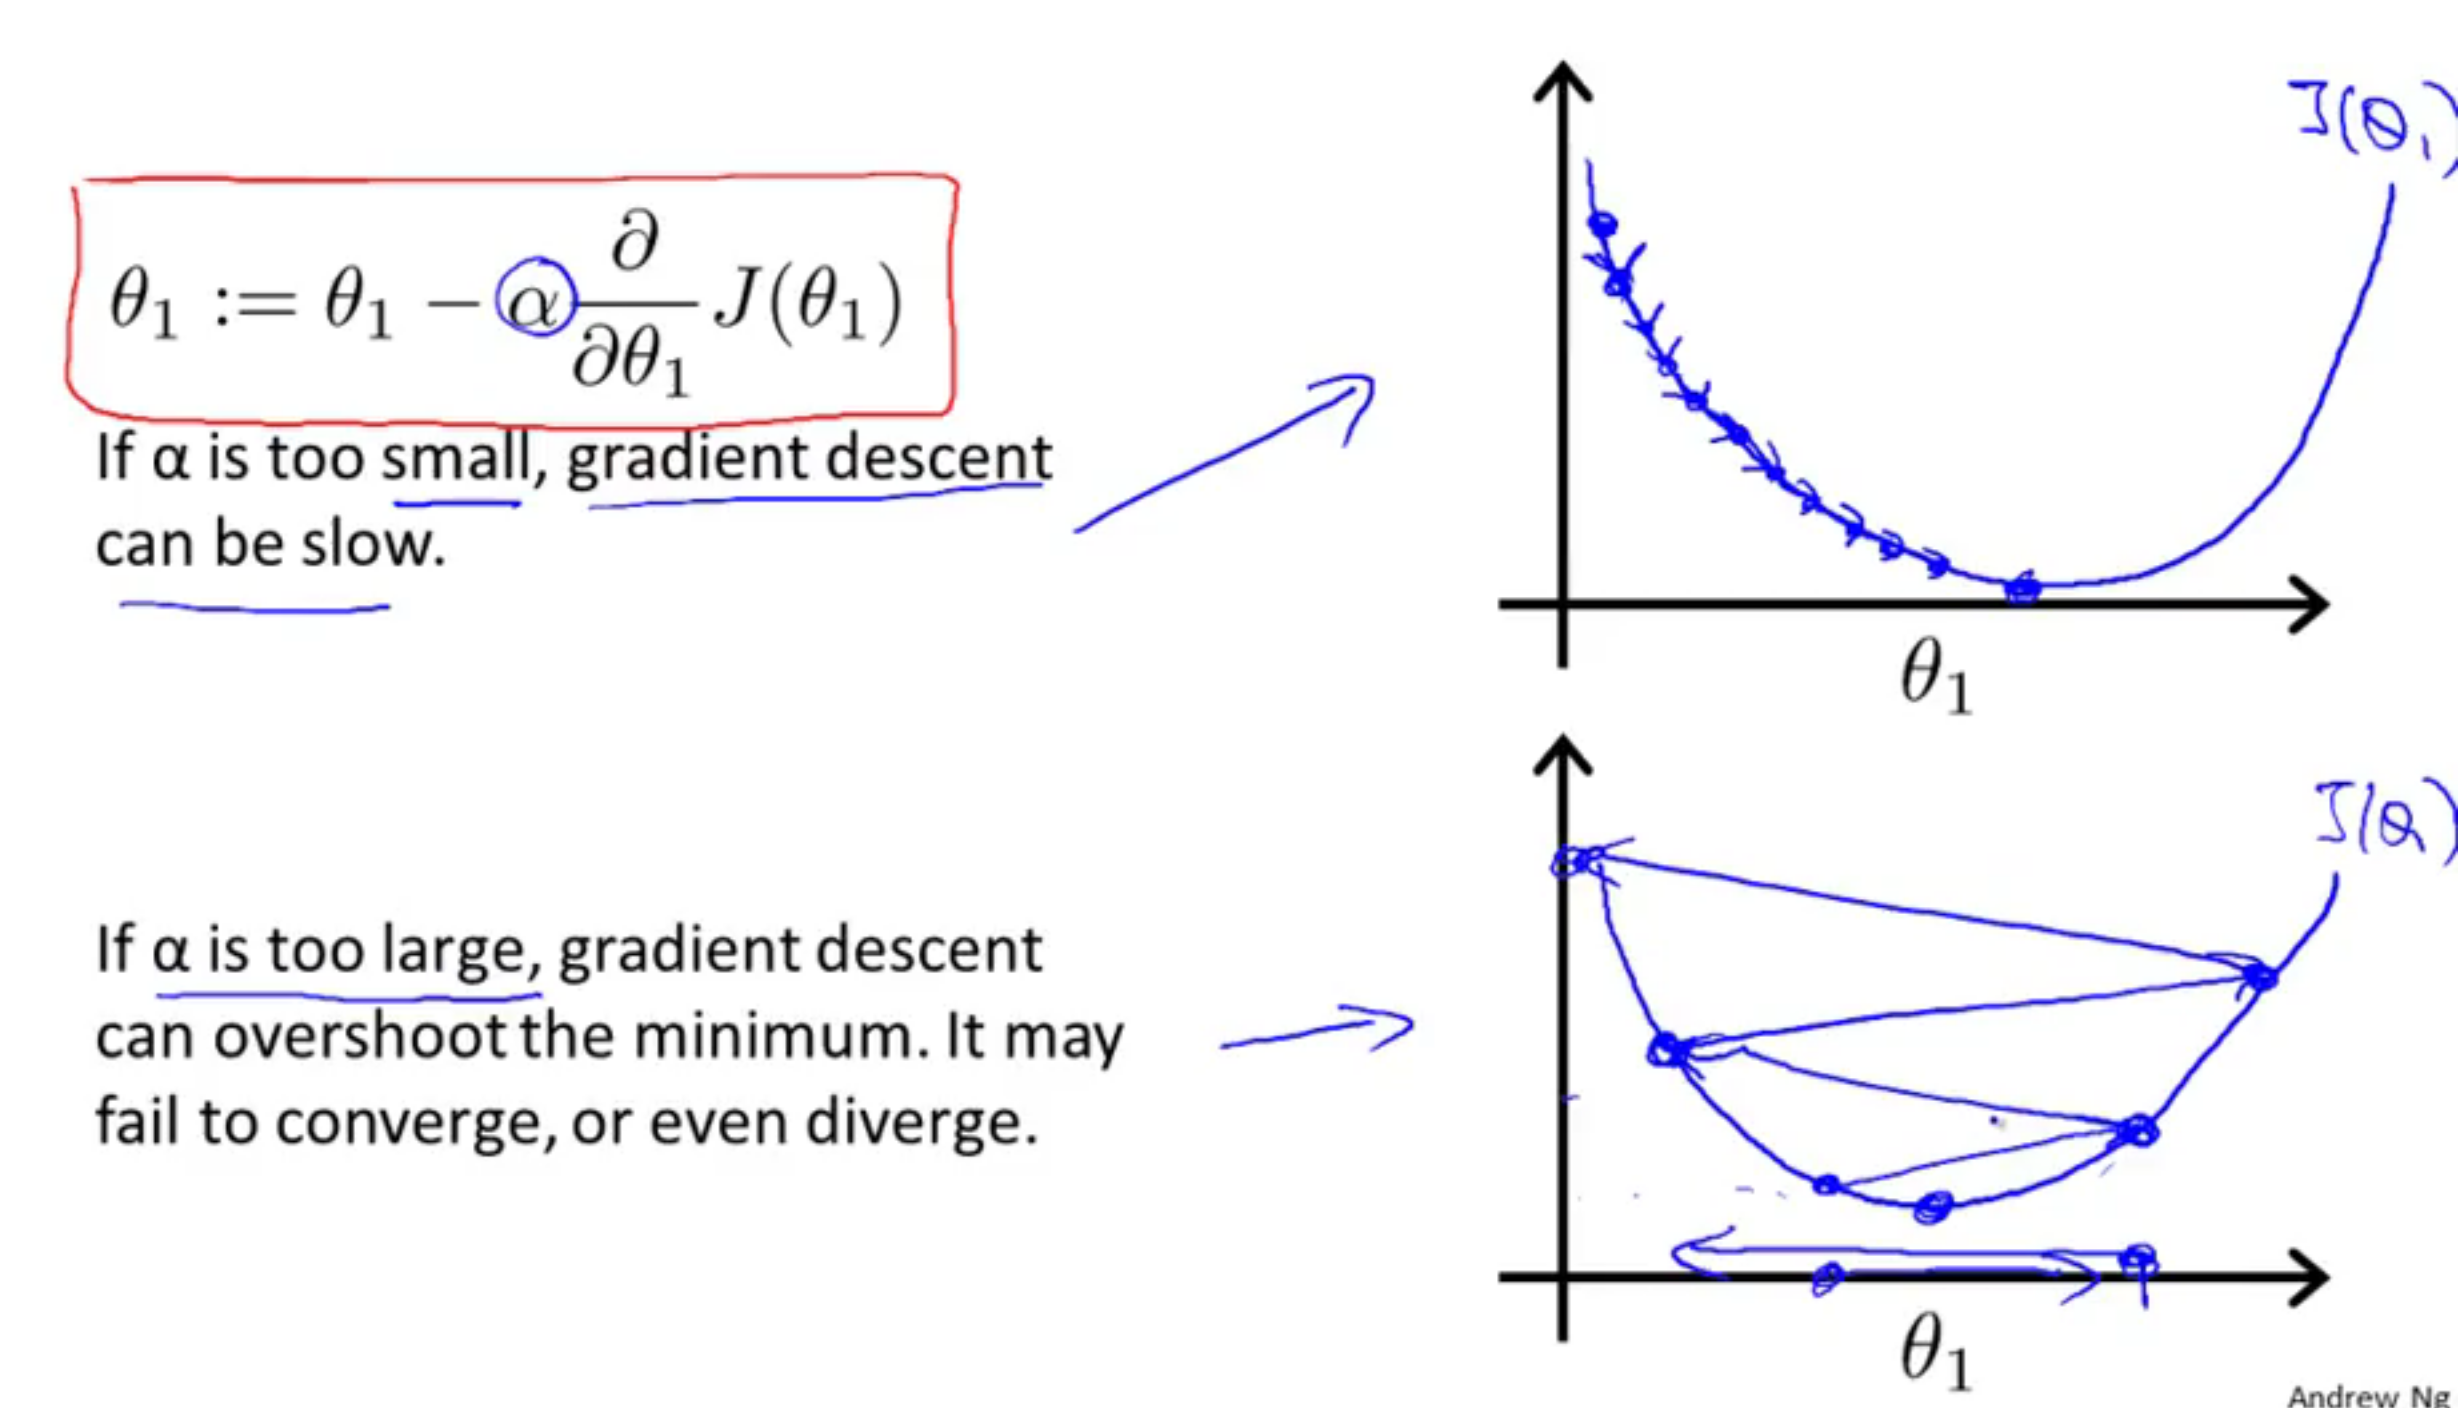 θ₁ := θ₁ − α ∂/∂θ₁ J(θ₁)
If α is too small, gradient descent
can be slow.
J(θ₁)
θ₁
If α is too large, gradient descent
can overshoot the minimum. It may
fail to converge, or even diverge.
J(θ₁)
θ₁
Andrew Ng